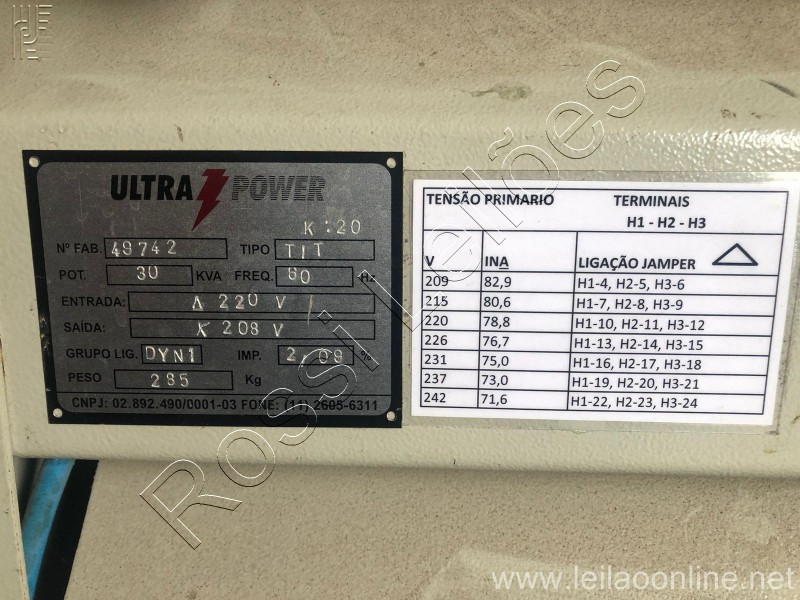 ULTRA POWER
K:20
Nº FAB. 49742 TIPO TIT
POT. 30 KVA FREQ. 60 Hz
ENTRADA: Δ 220 V
SAÍDA: 208 V
GRUPO LIG. DYN1 IMP. 2,09 %
PESO 285 Kg
CNPJ: 02.892.490/0001-03 FONE: (11) 2605-6311
TENSÃO PRIMARIO TERMINAIS
H1 - H2 - H3
V INA LIGAÇÃO JAMPER
209 82,9 H1-4, H2-5, H3-6
215 80,6 H1-7, H2-8, H3-9
220 78,8 H1-10, H2-11, H3-12
226 76,7 H1-13, H2-14, H3-15
231 75,0 H1-16, H2-17, H3-18
237 73,0 H1-19, H2-20, H3-21
242 71,6 H1-22, H2-23, H3-24
Rossi Leilões
www.leilaoonline.net